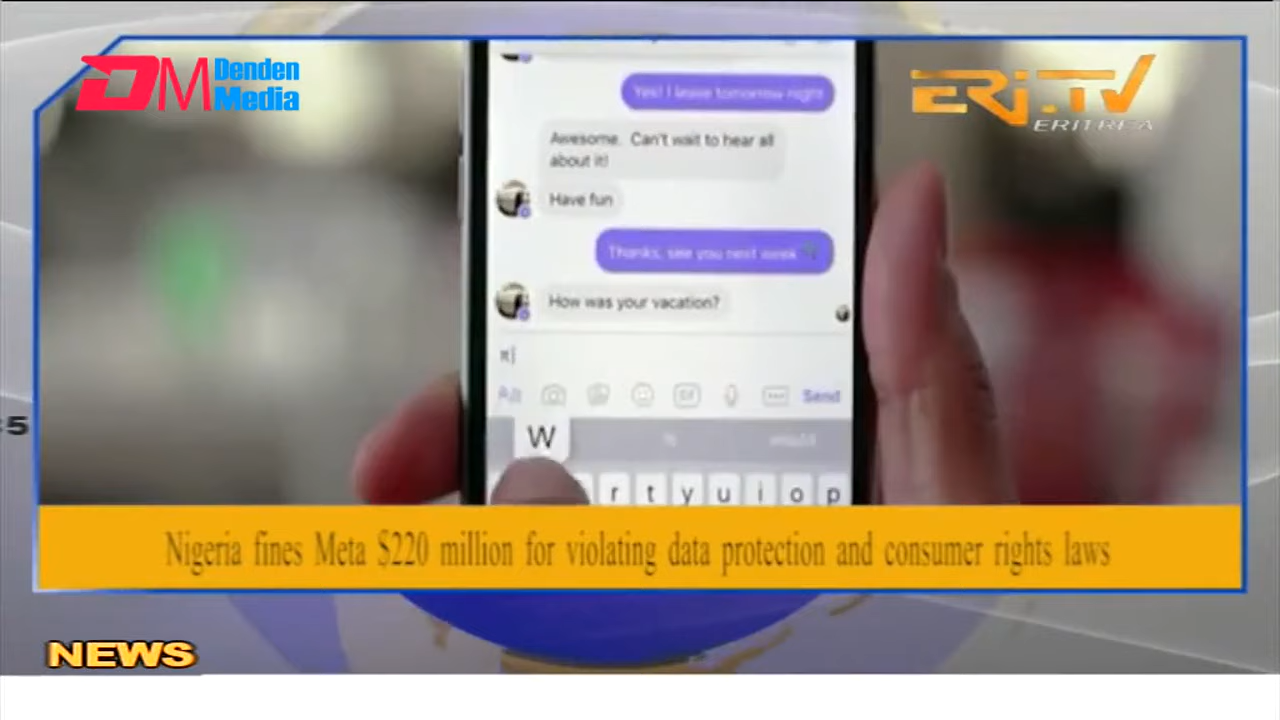 DM Denden Media
ERi.TV
ERITREA
Yes! I leave tomorrow night
Awesome. Can't wait to hear all
about it!
Have fun
Thanks, see you next week
How was your vacation?
Send
W
r t y u i o p
:5
Nigeria fines Meta $220 million for violating data protection and consumer rights laws
NEWS